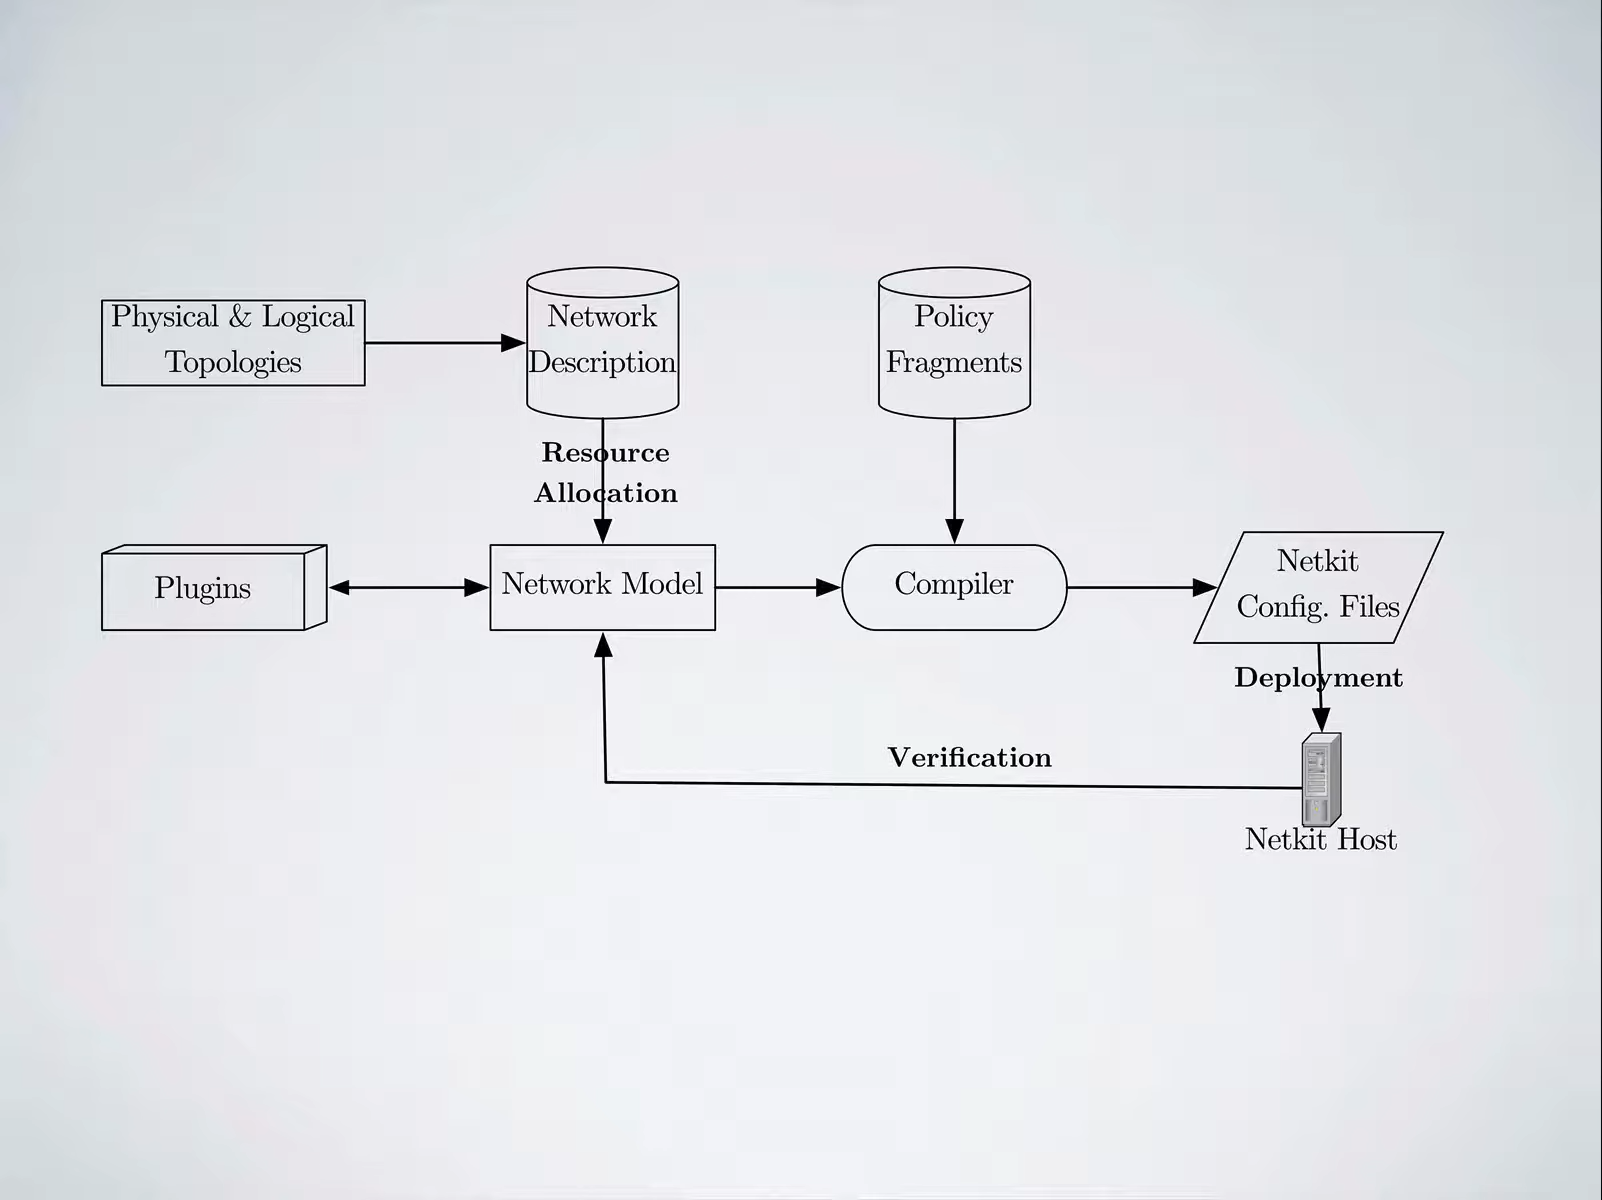 Physical & Logical
Topologies
Network
Description
Policy
Fragments
Resource
Allocation
Plugins
Network Model
Compiler
Netkit
Config. Files
Deployment
Verification
Netkit Host